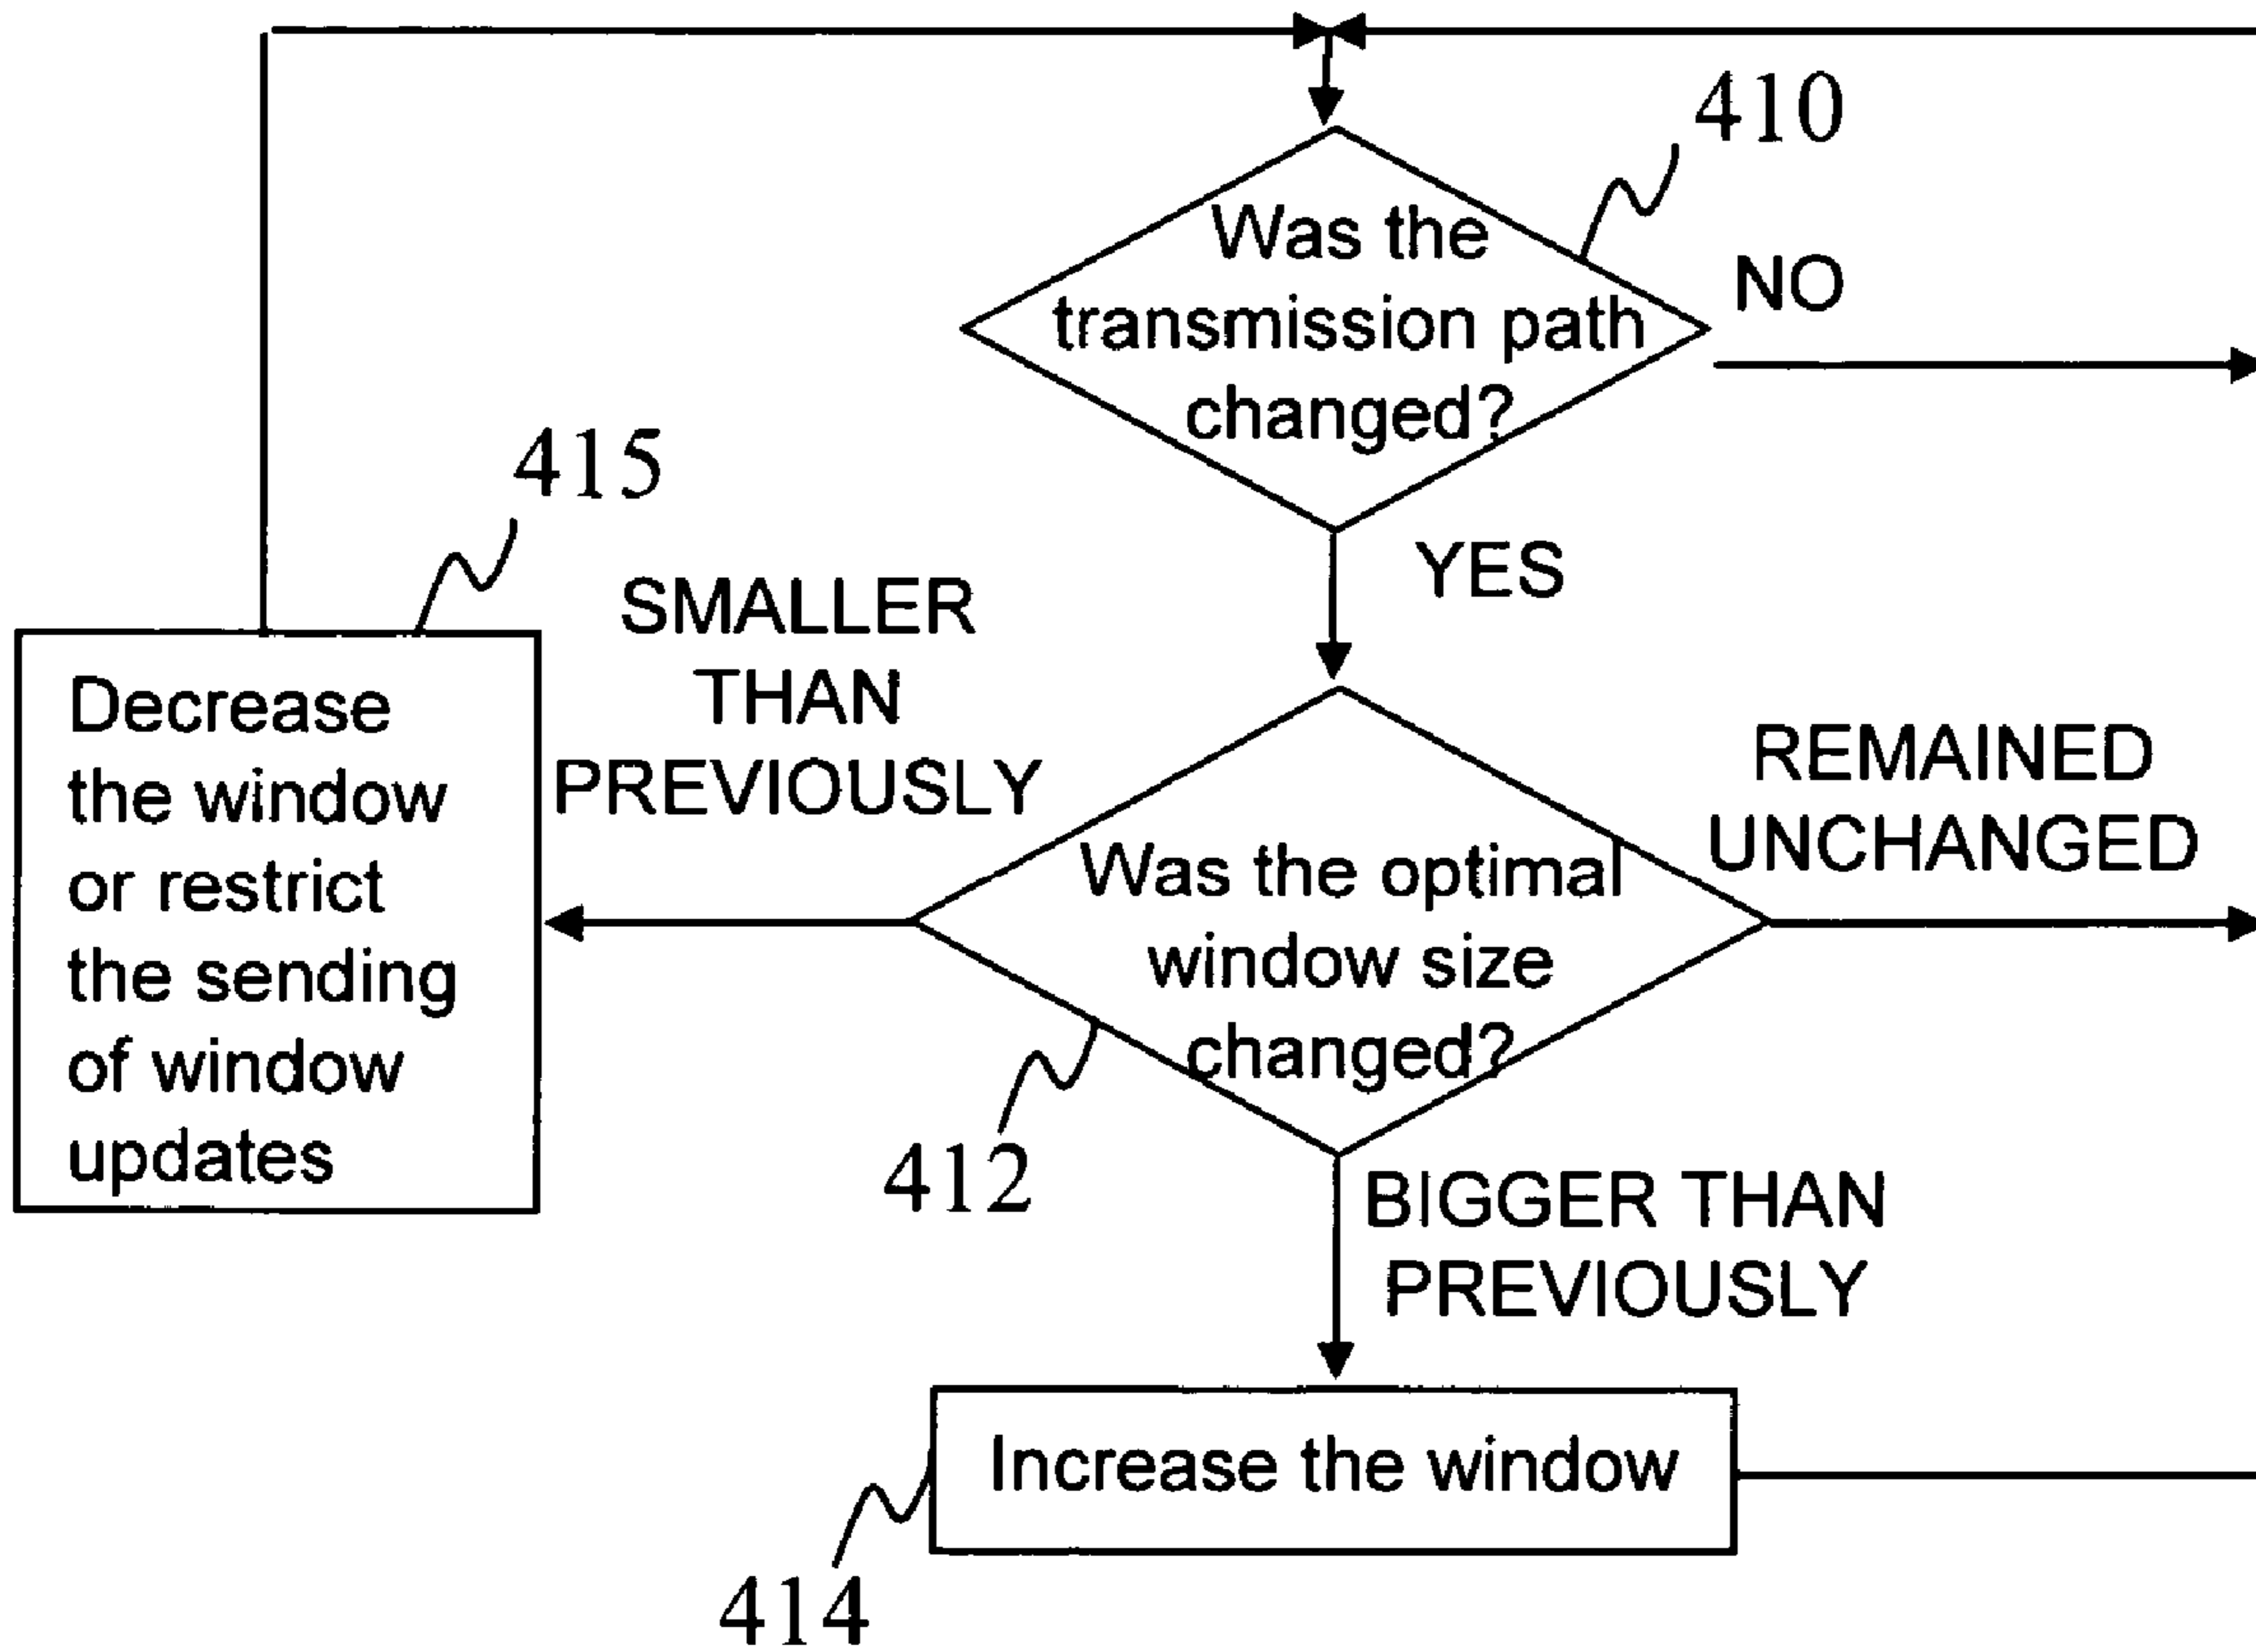 410
Was the
transmission path
changed?
NO
YES
415
SMALLER
THAN
PREVIOUSLY
Decrease
the window
or restrict
the sending
of window
updates
Was the optimal
window size
changed?
REMAINED
UNCHANGED
412
BIGGER THAN
PREVIOUSLY
Increase the window
414